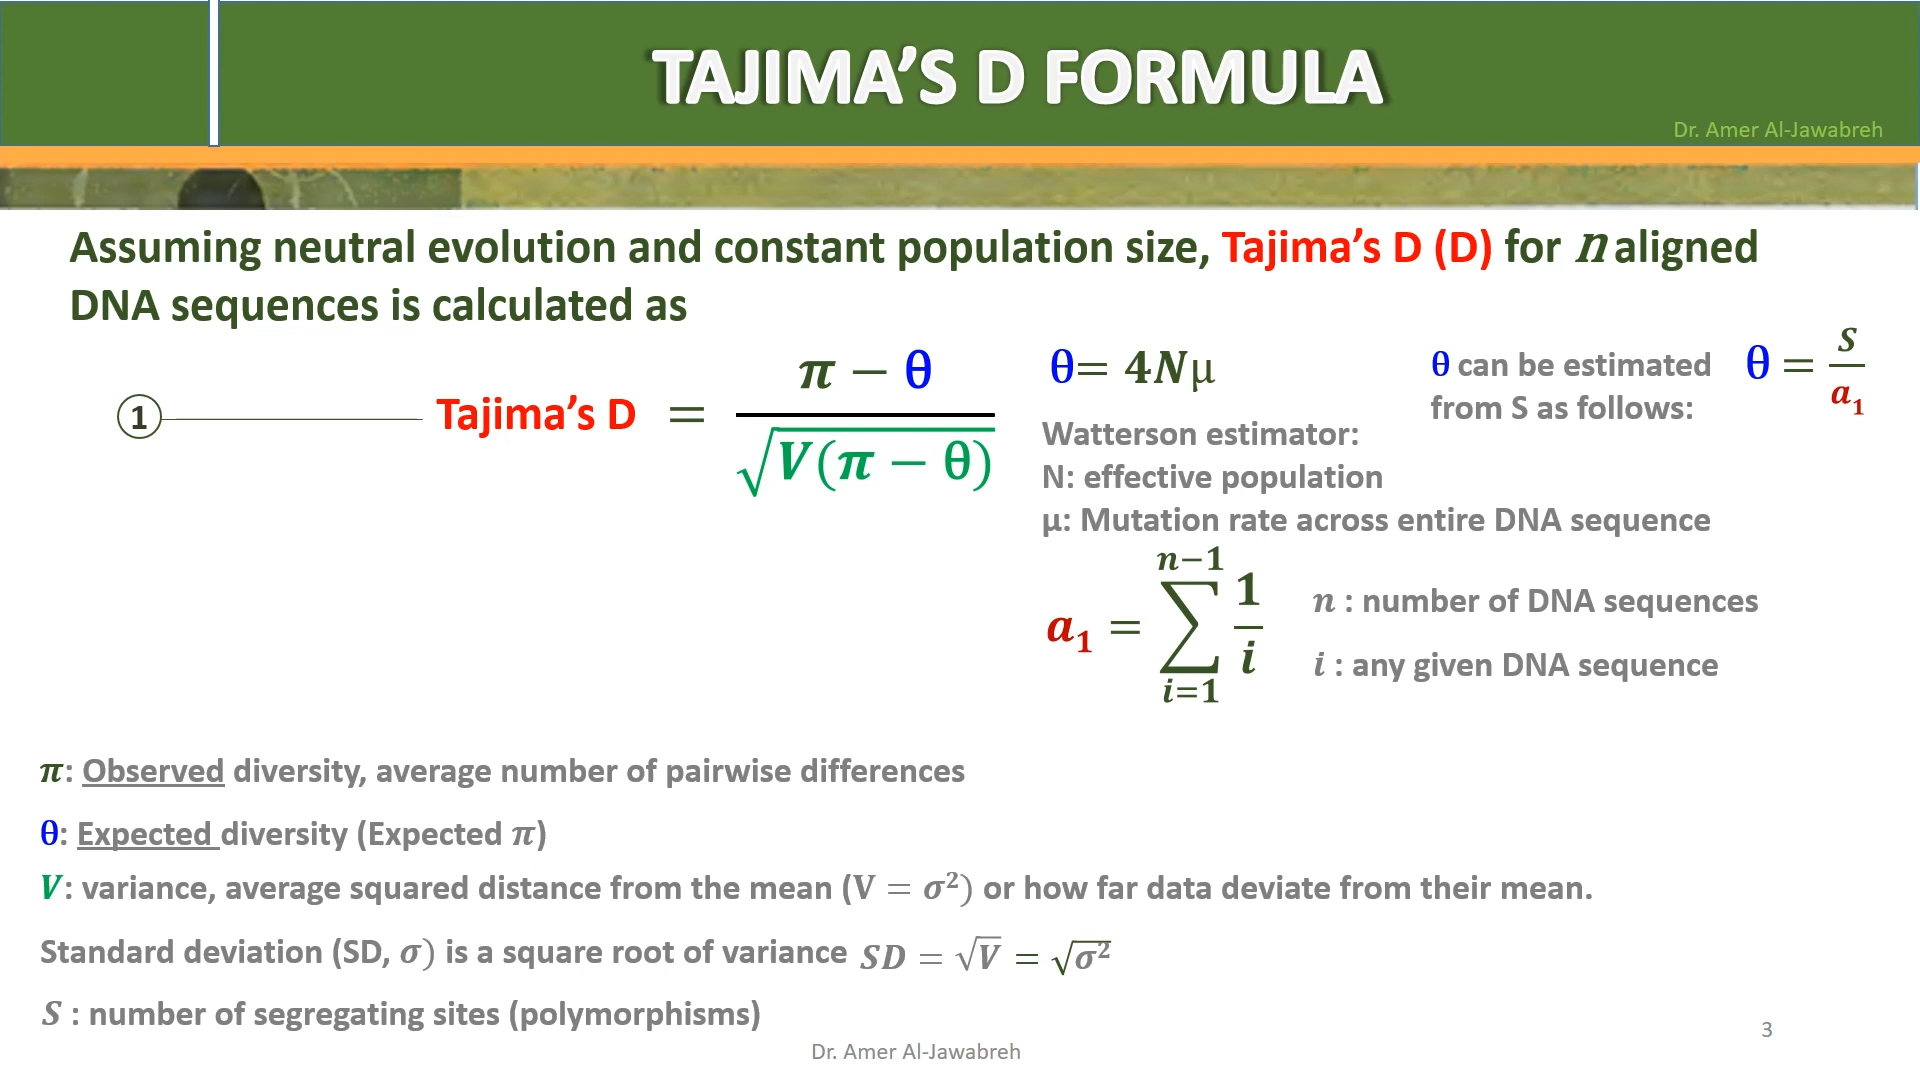 TAJIMA’S D FORMULA
Dr. Amer Al-Jawabreh
Assuming neutral evolution and constant population size, Tajima’s D (D) for n aligned
DNA sequences is calculated as
1
Tajima’s D = (π − θ) / √V(π − θ)
θ= 4Nμ
θ can be estimated
from S as follows:
θ = S/a₁
Watterson estimator:
N: effective population
μ: Mutation rate across entire DNA sequence
a₁ = ∑ᵢ₌₁ⁿ⁻¹ 1/i
n : number of DNA sequences
i : any given DNA sequence
π: Observed diversity, average number of pairwise differences
θ: Expected diversity (Expected π)
V: variance, average squared distance from the mean (V = σ²) or how far data deviate from their mean.
Standard deviation (SD, σ) is a square root of variance SD = √V = √σ²
S : number of segregating sites (polymorphisms)
3
Dr. Amer Al-Jawabreh